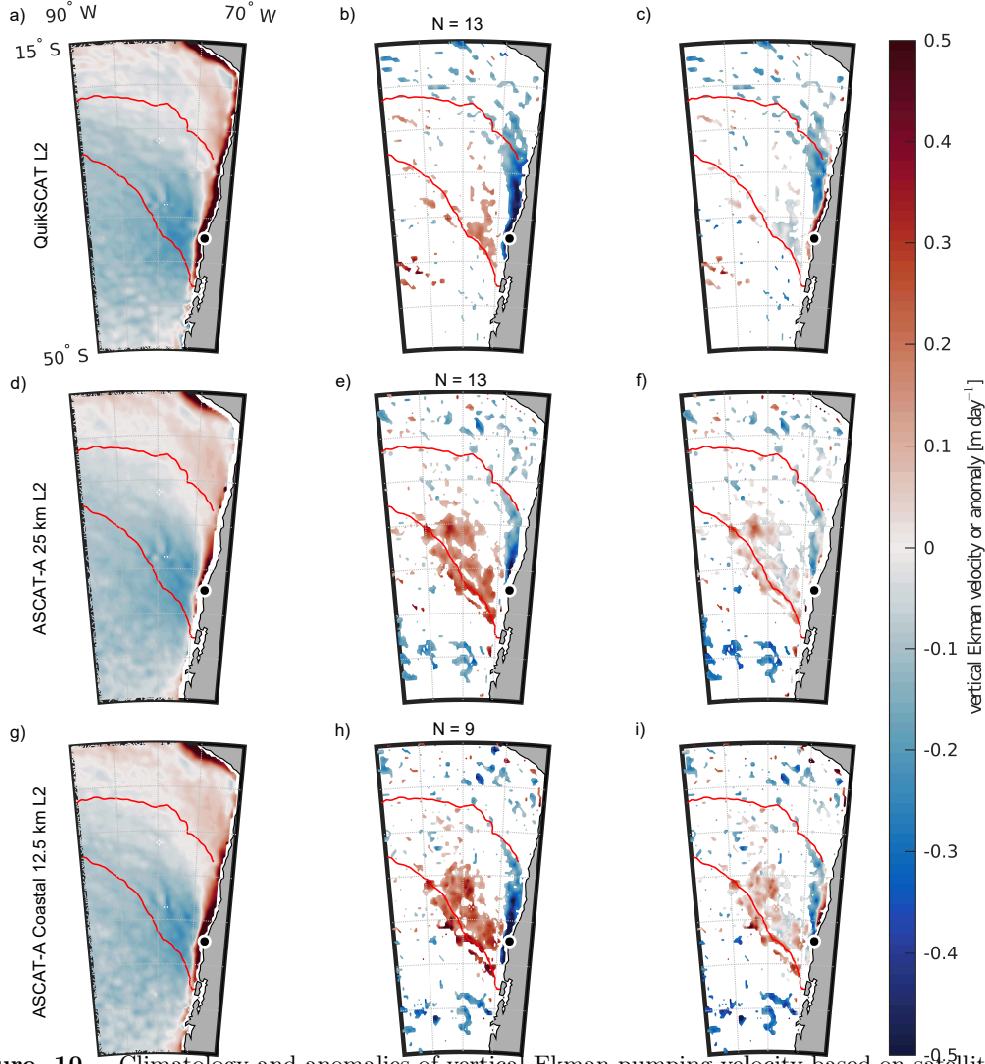 a)
90° W
70° W
b)
N = 13
c)
15° S
50° S
QuikSCAT L2
d)
e)
N = 13
f)
ASCAT-A 25 km L2
g)
h)
N = 9
i)
ASCAT-A Coastal 12.5 km L2
0.5
0.4
0.3
0.2
0.1
0
-0.1
-0.2
-0.3
-0.4
-0.5
vertical Ekman velocity or anomaly [m day⁻¹]
10. Climatology and anomalies of vertical Ekman pumping velocity based on